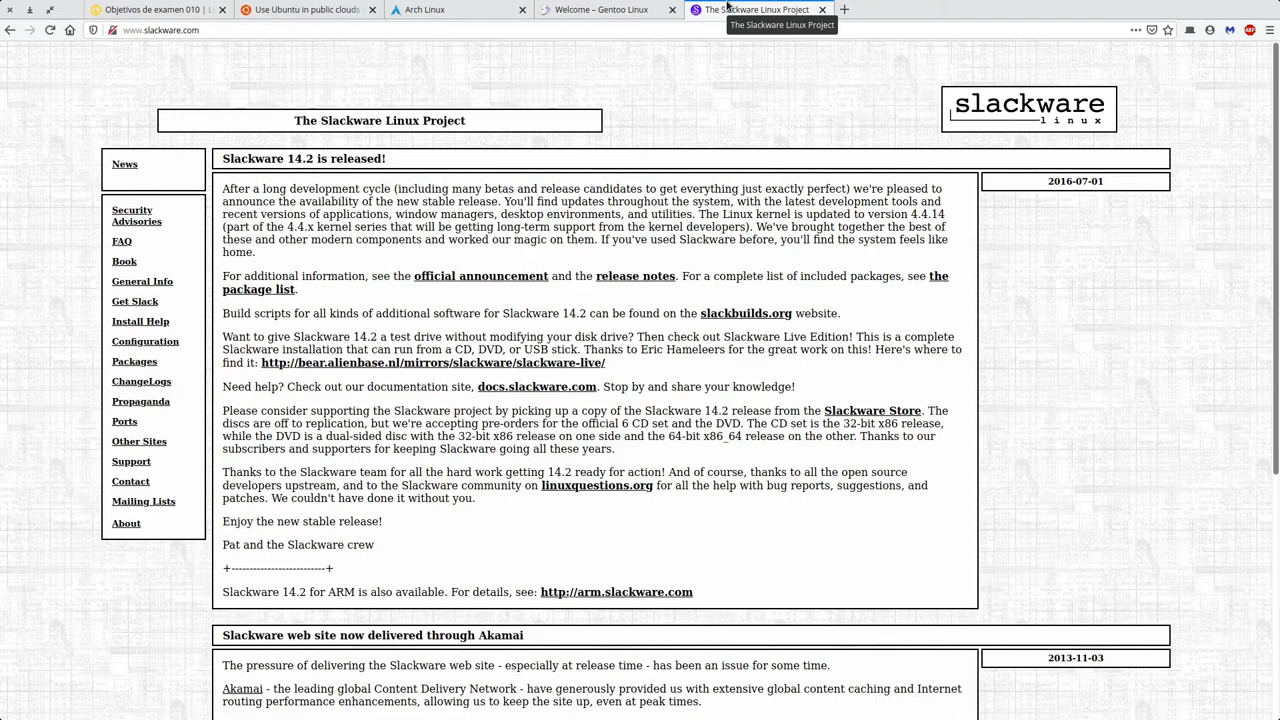 Objetivos de examen 010 | L
Use Ubuntu in public clouds
Arch Linux
Welcome – Gentoo Linux
The Slackware Linux Project
www.slackware.com
The Slackware Linux Project
ABP
The Slackware Linux Project
slackware
linux
News
Security
Advisories
FAQ
Book
General Info
Get Slack
Install Help
Configuration
Packages
ChangeLogs
Propaganda
Ports
Other Sites
Support
Contact
Mailing Lists
About
Slackware 14.2 is released!
2016-07-01
After a long development cycle (including many betas and release candidates to get everything just exactly perfect) we're pleased to
announce the availability of the new stable release. You'll find updates throughout the system, with the latest development tools and
recent versions of applications, window managers, desktop environments, and utilities. The Linux kernel is updated to version 4.4.14
(part of the 4.4.x kernel series that will be getting long-term support from the kernel developers). We've brought together the best of
these and other modern components and worked our magic on them. If you've used Slackware before, you'll find the system feels like
home.
For additional information, see the official announcement and the release notes. For a complete list of included packages, see the
package list.
Build scripts for all kinds of additional software for Slackware 14.2 can be found on the slackbuilds.org website.
Want to give Slackware 14.2 a test drive without modifying your disk drive? Then check out Slackware Live Edition! This is a complete
Slackware installation that can run from a CD, DVD, or USB stick. Thanks to Eric Hameleers for the great work on this! Here's where to
find it: http://bear.alienbase.nl/mirrors/slackware/slackware-live/
Need help? Check out our documentation site, docs.slackware.com. Stop by and share your knowledge!
Please consider supporting the Slackware project by picking up a copy of the Slackware 14.2 release from the Slackware Store. The
discs are off to replication, but we're accepting pre-orders for the official 6 CD set and the DVD. The CD set is the 32-bit x86 release,
while the DVD is a dual-sided disc with the 32-bit x86 release on one side and the 64-bit x86_64 release on the other. Thanks to our
subscribers and supporters for keeping Slackware going all these years.
Thanks to the Slackware team for all the hard work getting 14.2 ready for action! And of course, thanks to all the open source
developers upstream, and to the Slackware community on linuxquestions.org for all the help with bug reports, suggestions, and
patches. We couldn't have done it without you.
Enjoy the new stable release!
Pat and the Slackware crew
+--------------------------+
Slackware 14.2 for ARM is also available. For details, see: http://arm.slackware.com
Slackware web site now delivered through Akamai
2013-11-03
The pressure of delivering the Slackware web site - especially at release time - has been an issue for some time.
Akamai - the leading global Content Delivery Network - have generously provided us with extensive global content caching and Internet
routing performance enhancements, allowing us to keep the site up, even at peak times.